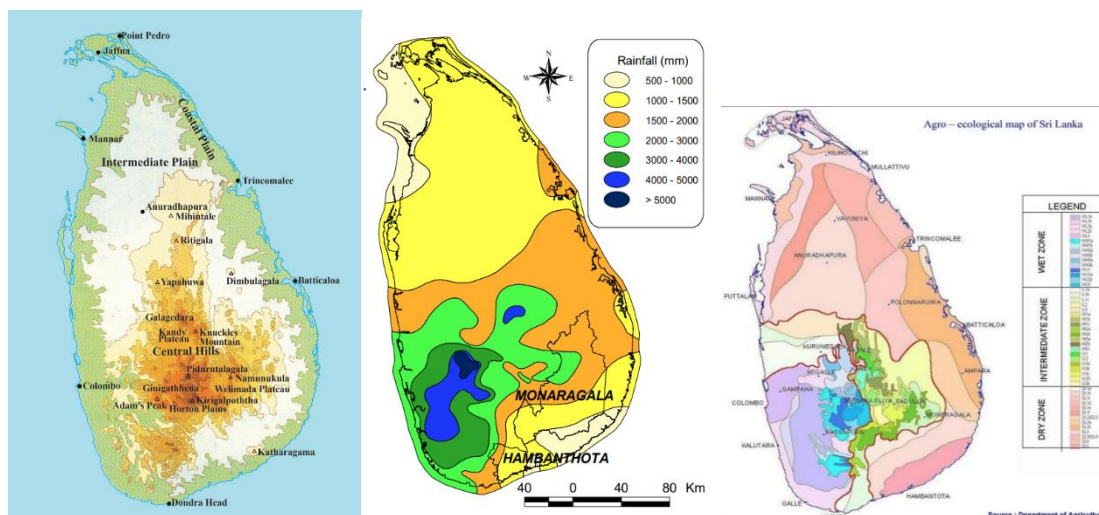 Point Pedro
Jaffna
Coastal Plain
Mannar
Intermediate Plain
Trincomalee
Anuradhapura
Mihintale
Ritigala
Dimbulagala
Batticaloa
Yapahuwa
Galagedara
Kandy
Plateau
Knuckles
Mountain
Central Hills
Pidurutalagala
Colombo
Ginigathhena
Namunukula
Welimada Plateau
Adam's Peak
Kirigalpoththa
Horton Plains
Katharagama
Dondra Head
Rainfall (mm)
500 - 1000
1000 - 1500
1500 - 2000
2000 - 3000
3000 - 4000
4000 - 5000
> 5000
N
W
E
S
MONARAGALA
HAMBANTHOTA
40 0 40 80 Km
Agro – ecological map of Sri Lanka
KILINOCHCHI
MULLATTIVU
MANNAR
VAVUNIYA
TRINCOMALEE
ANURADHAPURA
PUTTALAM
POLONNARUWA
BATTICALOA
AMPARA
GAMPAHA
COLOMBO
MONERAGALA
RATNAPURA
KALUTARA
GALLE
HAMBANTOTA
LEGEND
WET ZONE
INTERMEDIATE ZONE
DRY ZONE
Source : Department of Agricultu